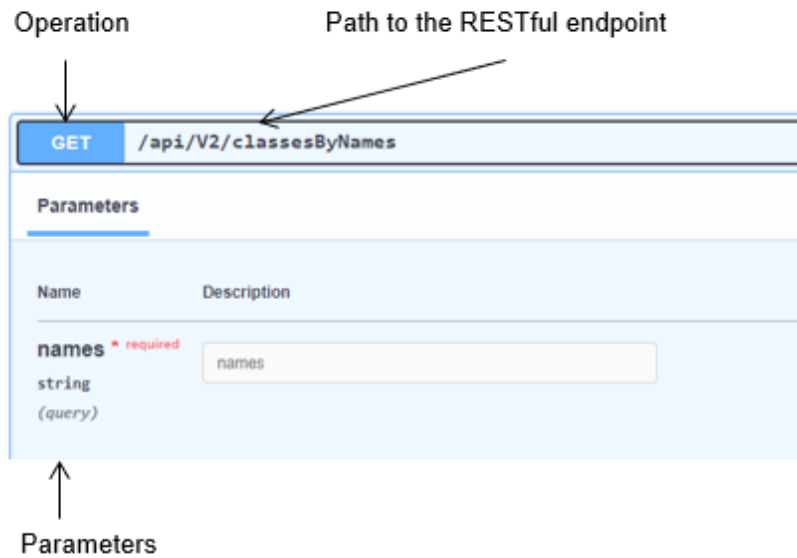 Operation
Path to the RESTful endpoint
GET /api/V2/classesByNames
Parameters
Name Description
names * required
names
string
(query)
Parameters